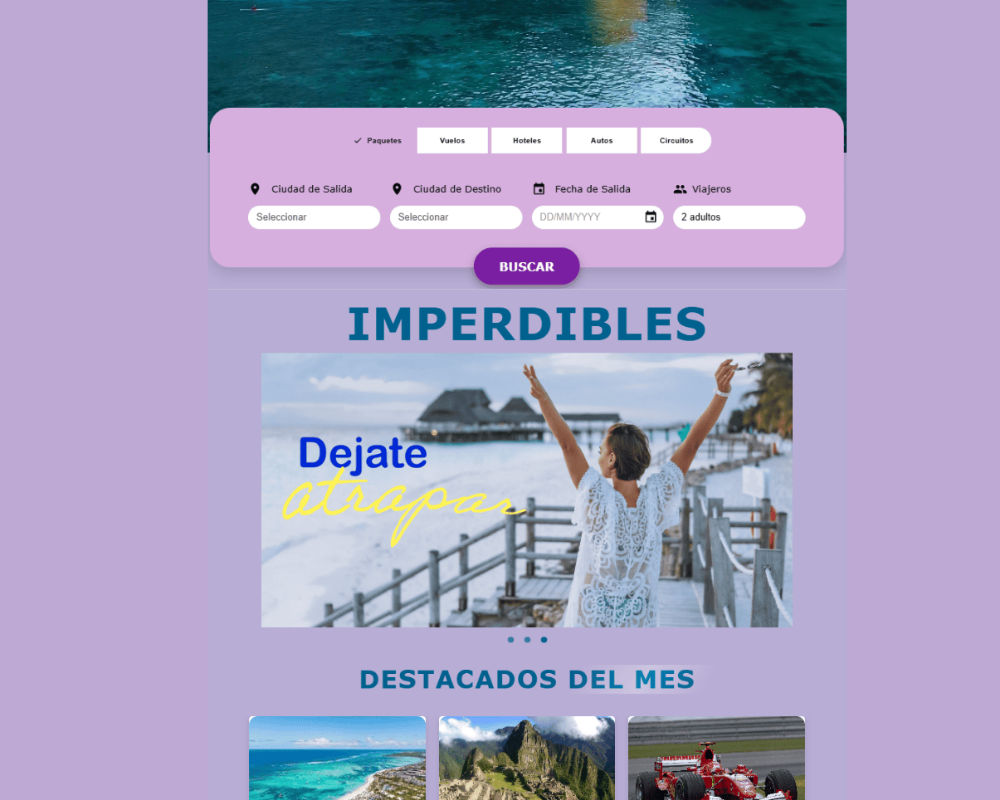 Paquetes Vuelos Hoteles Autos Circuitos
Ciudad de Salida Ciudad de Destino Fecha de Salida Viajeros
Seleccionar Seleccionar DD/MM/YYYY 2 adultos
BUSCAR
IMPERDIBLES
Dejate
atrapar
DESTACADOS DEL MES